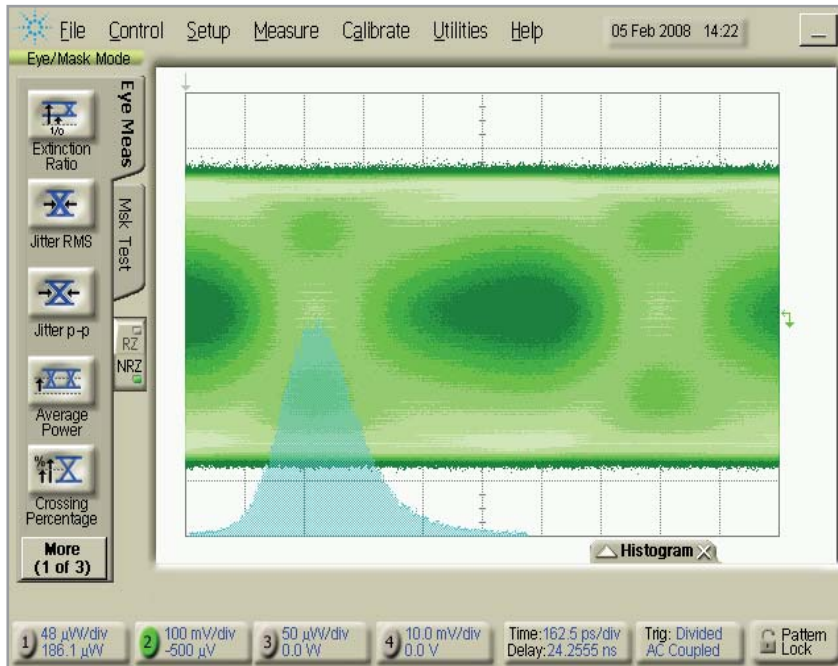 File Control Setup Measure Calibrate Utilities Help 05 Feb 2008 14:22
Eye/Mask Mode
Eye Meas
Msk Test
1/0
Extinction
Ratio
Jitter RMS
Jitter p-p
RZ
NRZ
Average
Power
%
Crossing
Percentage
More
(1 of 3)
Histogram
1 48 µW/div
186.1 µW
2 100 mV/div
-500 µV
3 50 µW/div
0.0 W
4 10.0 mV/div
0.0 V
Time:162.5 ps/div
Delay:24.2555 ns
Trig: Divided
AC Coupled
Pattern
Lock